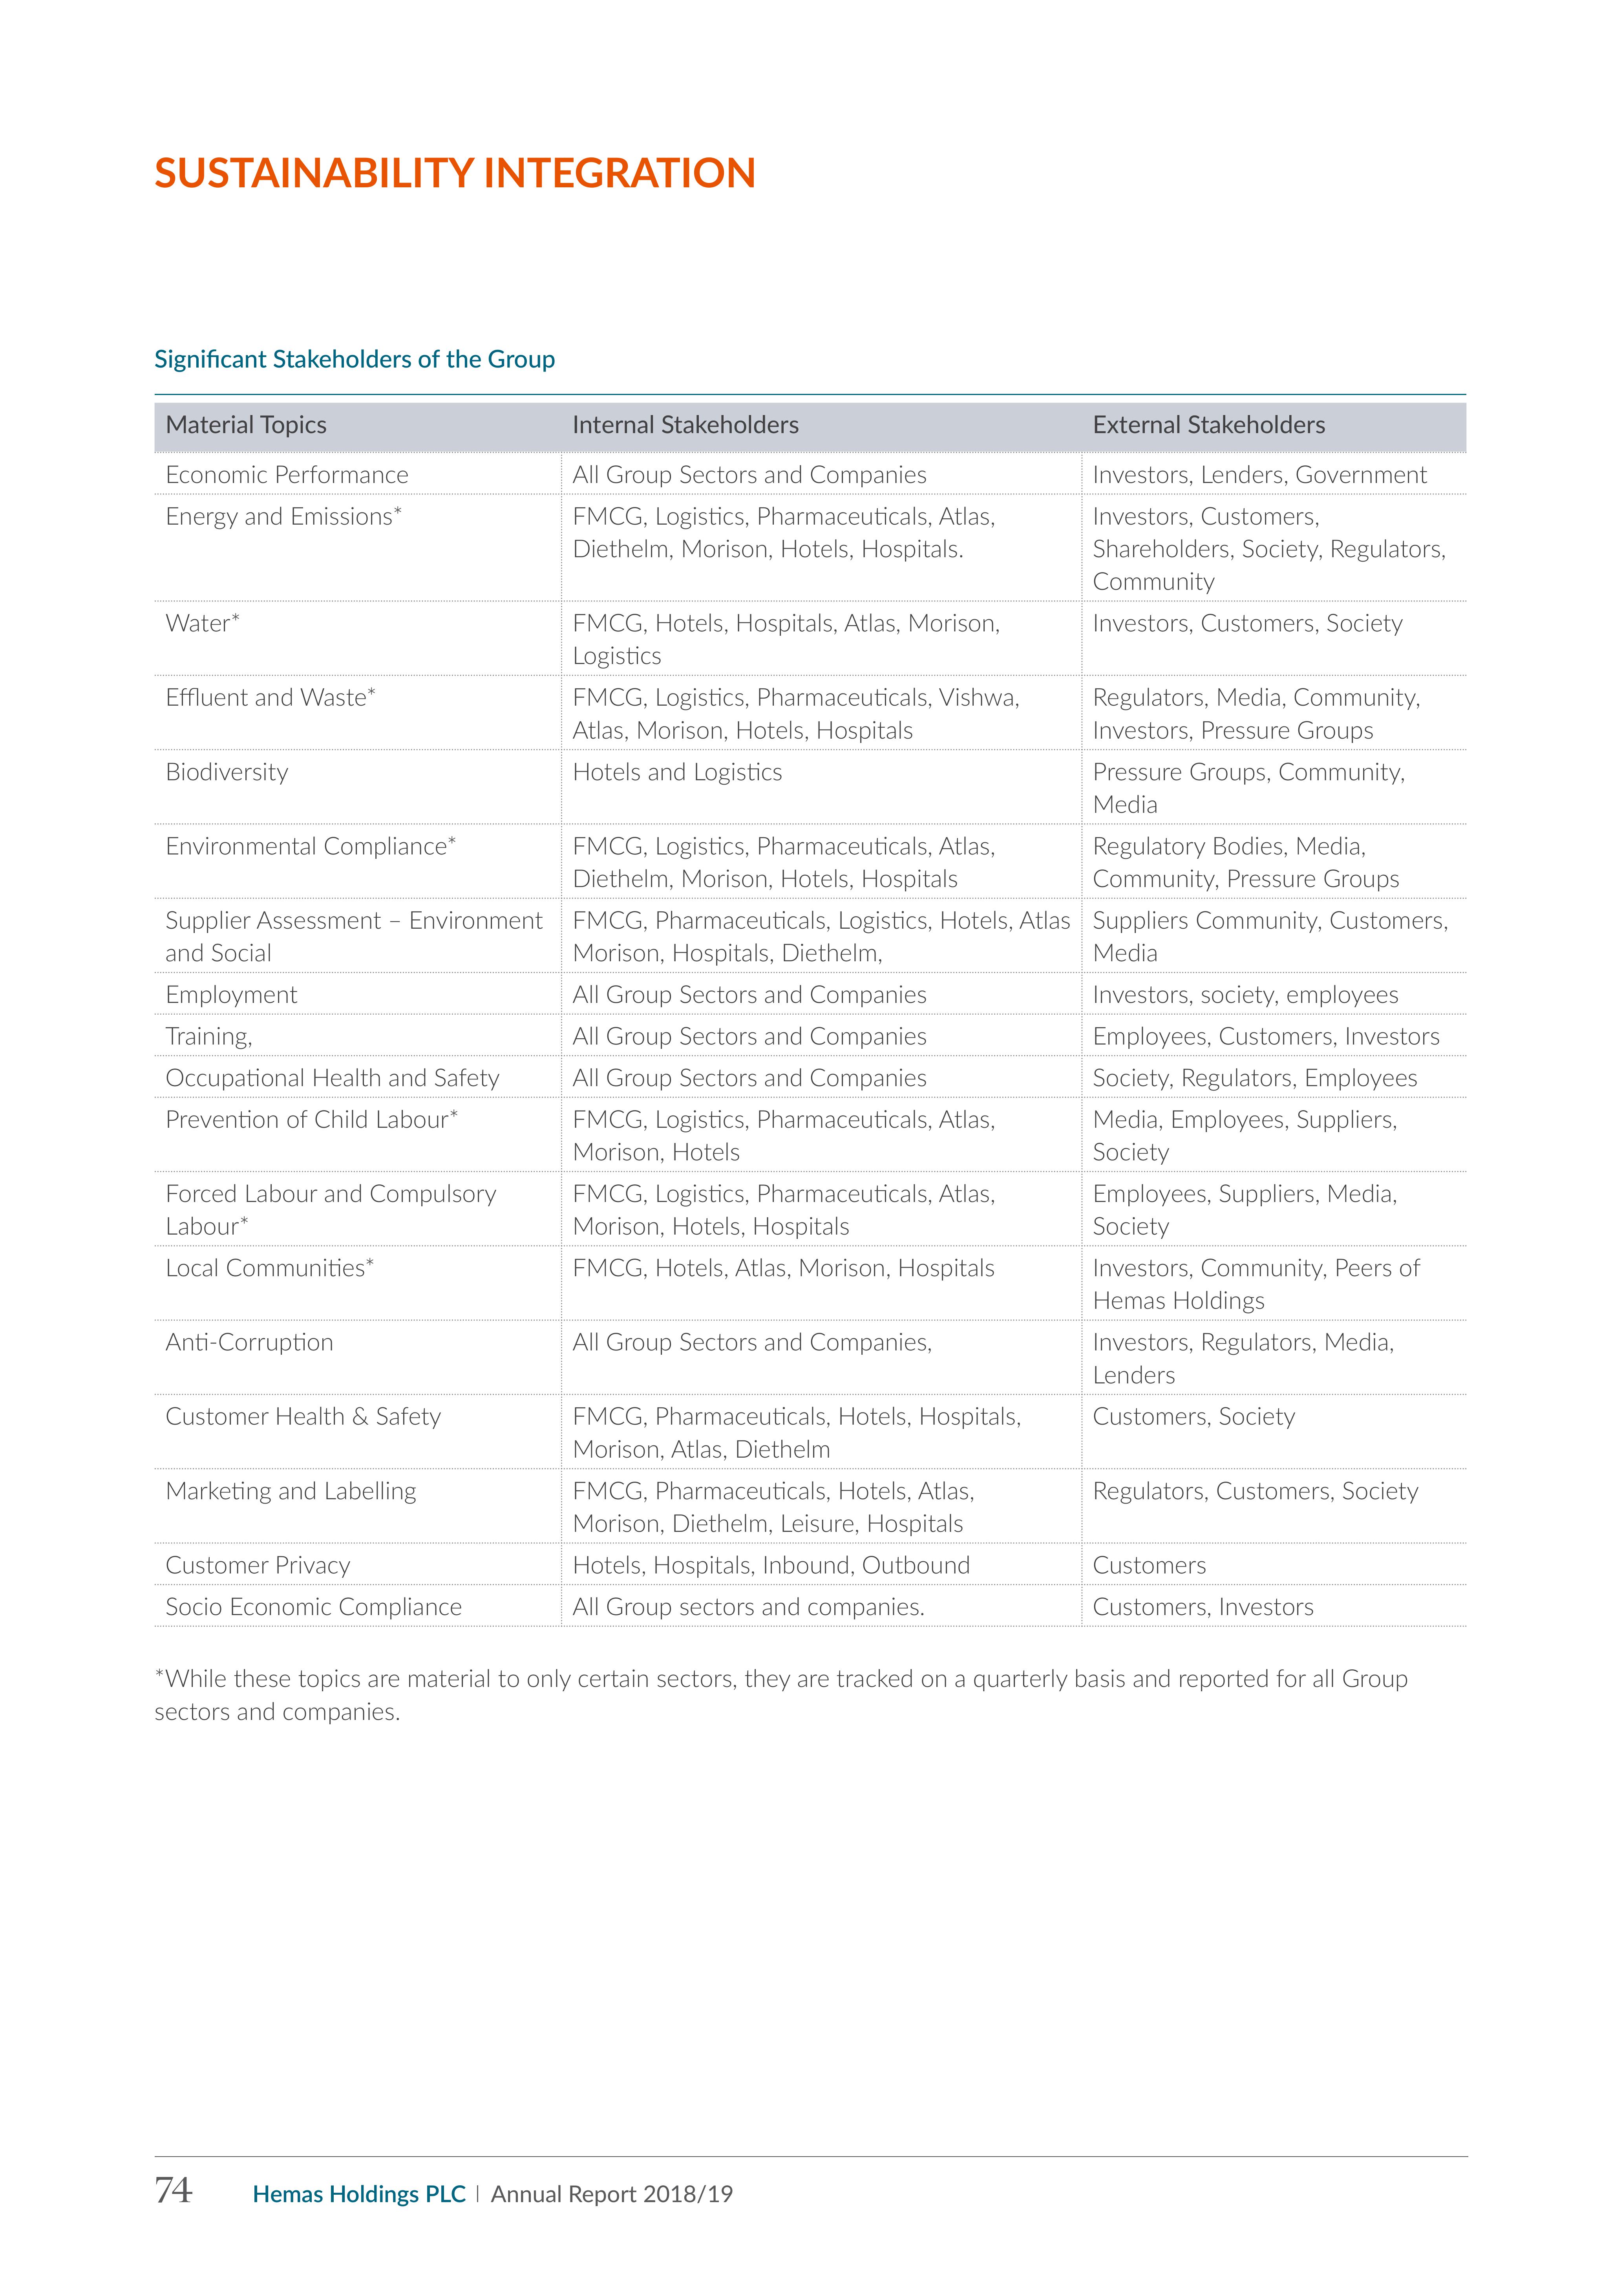 SUSTAINABILITY INTEGRATION
Significant Stakeholders of the Group
Material Topics Internal Stakeholders External Stakeholders
Economic Performance All Group Sectors and Companies Investors, Lenders, Government
Energy and Emissions* FMCG, Logistics, Pharmaceuticals, Atlas, Investors, Customers,
Diethelm, Morison, Hotels, Hospitals. Shareholders, Society, Regulators,
Community
Water* FMCG, Hotels, Hospitals, Atlas, Morison, Investors, Customers, Society
Logistics
Effluent and Waste* FMCG, Logistics, Pharmaceuticals, Vishwa, Regulators, Media, Community,
Atlas, Morison, Hotels, Hospitals Investors, Pressure Groups
Biodiversity Hotels and Logistics Pressure Groups, Community,
Media
Environmental Compliance* FMCG, Logistics, Pharmaceuticals, Atlas, Regulatory Bodies, Media,
Diethelm, Morison, Hotels, Hospitals Community, Pressure Groups
Supplier Assessment – Environment FMCG, Pharmaceuticals, Logistics, Hotels, Atlas Suppliers Community, Customers,
and Social Morison, Hospitals, Diethelm, Media
Employment All Group Sectors and Companies Investors, society, employees
Training, All Group Sectors and Companies Employees, Customers, Investors
Occupational Health and Safety All Group Sectors and Companies Society, Regulators, Employees
Prevention of Child Labour* FMCG, Logistics, Pharmaceuticals, Atlas, Media, Employees, Suppliers,
Morison, Hotels Society
Forced Labour and Compulsory FMCG, Logistics, Pharmaceuticals, Atlas, Employees, Suppliers, Media,
Labour* Morison, Hotels, Hospitals Society
Local Communities* FMCG, Hotels, Atlas, Morison, Hospitals Investors, Community, Peers of
Hemas Holdings
Anti-Corruption All Group Sectors and Companies, Investors, Regulators, Media,
Lenders
Customer Health & Safety FMCG, Pharmaceuticals, Hotels, Hospitals, Customers, Society
Morison, Atlas, Diethelm
Marketing and Labelling FMCG, Pharmaceuticals, Hotels, Atlas, Regulators, Customers, Society
Morison, Diethelm, Leisure, Hospitals
Customer Privacy Hotels, Hospitals, Inbound, Outbound Customers
Socio Economic Compliance All Group sectors and companies. Customers, Investors
*While these topics are material to only certain sectors, they are tracked on a quarterly basis and reported for all Group
sectors and companies.
74 Hemas Holdings PLC | Annual Report 2018/19